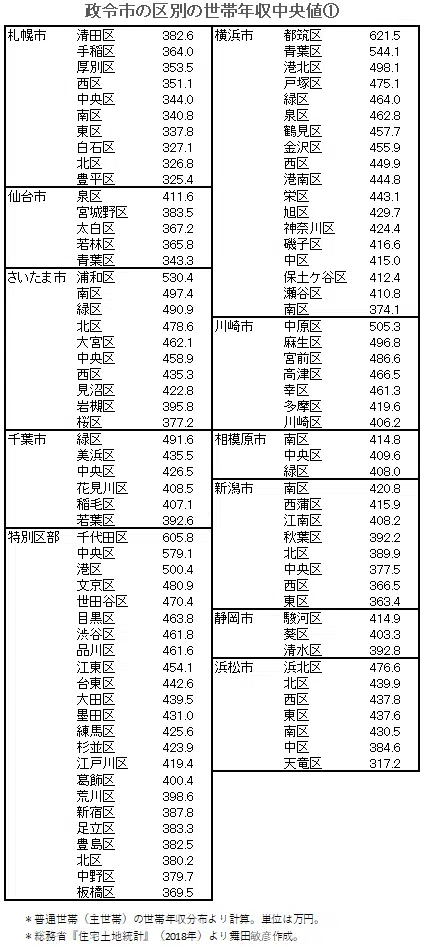 政令市の区別の世帯年収中央値①
札幌市 清田区 382.6
手稲区 364.0
厚別区 353.5
西区 351.1
中央区 344.0
南区 340.8
東区 337.8
白石区 327.1
北区 326.8
豊平区 325.4
仙台市 泉区 411.6
宮城野区 383.5
太白区 367.2
若林区 365.8
青葉区 343.3
さいたま市 浦和区 530.4
南区 497.4
緑区 490.9
北区 478.6
大宮区 462.1
中央区 458.9
西区 435.3
見沼区 422.8
岩槻区 395.8
桜区 377.2
千葉市 緑区 491.6
美浜区 435.5
中央区 426.5
花見川区 408.5
稲毛区 407.1
若葉区 392.6
特別区部 千代田区 605.8
中央区 579.1
港区 500.4
文京区 480.9
世田谷区 470.4
目黒区 463.8
渋谷区 461.8
品川区 461.6
江東区 454.1
台東区 442.6
大田区 439.5
墨田区 431.0
練馬区 425.6
杉並区 423.9
江戸川区 419.4
葛飾区 400.4
荒川区 398.6
新宿区 387.8
足立区 383.3
豊島区 382.5
北区 380.2
中野区 379.7
板橋区 369.5
横浜市 都筑区 621.5
青葉区 544.1
港北区 498.1
戸塚区 475.1
緑区 464.0
泉区 462.8
鶴見区 457.7
金沢区 455.9
西区 449.9
港南区 444.8
栄区 443.1
旭区 429.7
神奈川区 424.4
磯子区 416.6
中区 415.0
保土ケ谷区 412.4
瀬谷区 410.8
南区 374.1
川崎市 中原区 505.3
麻生区 496.8
宮前区 486.6
高津区 466.5
幸区 461.3
多摩区 419.6
川崎区 406.2
相模原市 南区 414.8
中央区 409.6
緑区 408.0
新潟市 南区 420.8
西蒲区 415.9
江南区 408.2
秋葉区 392.2
北区 389.9
中央区 377.5
西区 366.5
東区 363.4
静岡市 駿河区 414.9
葵区 403.3
清水区 392.8
浜松市 浜北区 476.6
北区 439.9
西区 437.8
東区 437.6
南区 430.5
中区 384.6
天竜区 317.2
＊普通世帯（主世帯）の世帯年収分布より計算。単位は万円。
＊総務省『住宅土地統計』（2018年）より舞田敏彦作成。